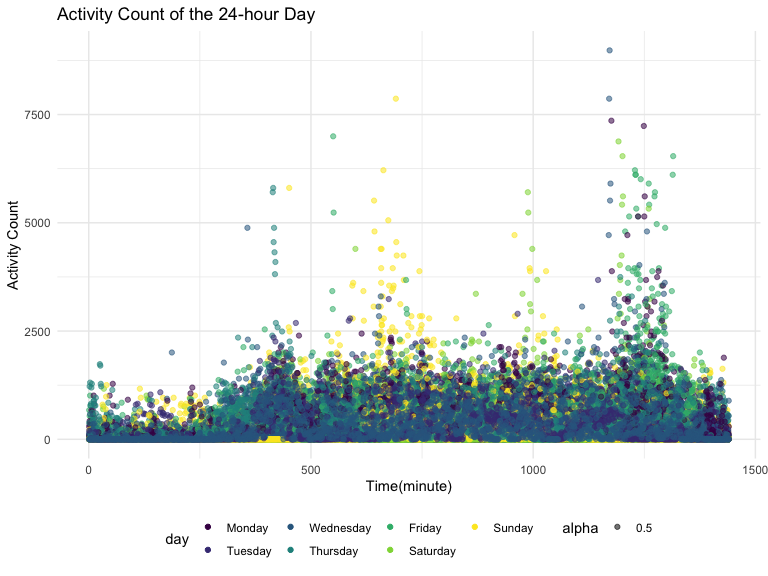 Activity Count of the 24-hour Day
7500
5000
2500
0
Activity Count
0 500 1000 1500
Time(minute)
day
Monday Wednesday Friday Sunday
Tuesday Thursday Saturday
alpha 0.5